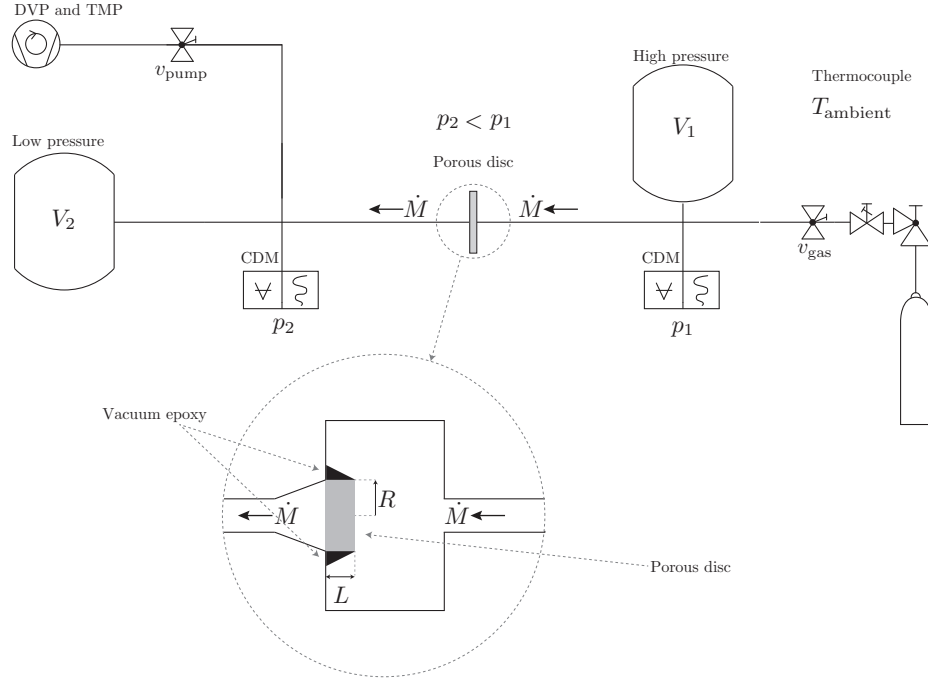 DVP and TMP
v_pump
High pressure
Thermocouple
T_ambient
V_1
p_2 < p_1
Low pressure
Porous disc
V_2
Ṁ
Ṁ
v_gas
CDM
CDM
p_2
p_1
Vacuum epoxy
R
Ṁ
Ṁ
Porous disc
L